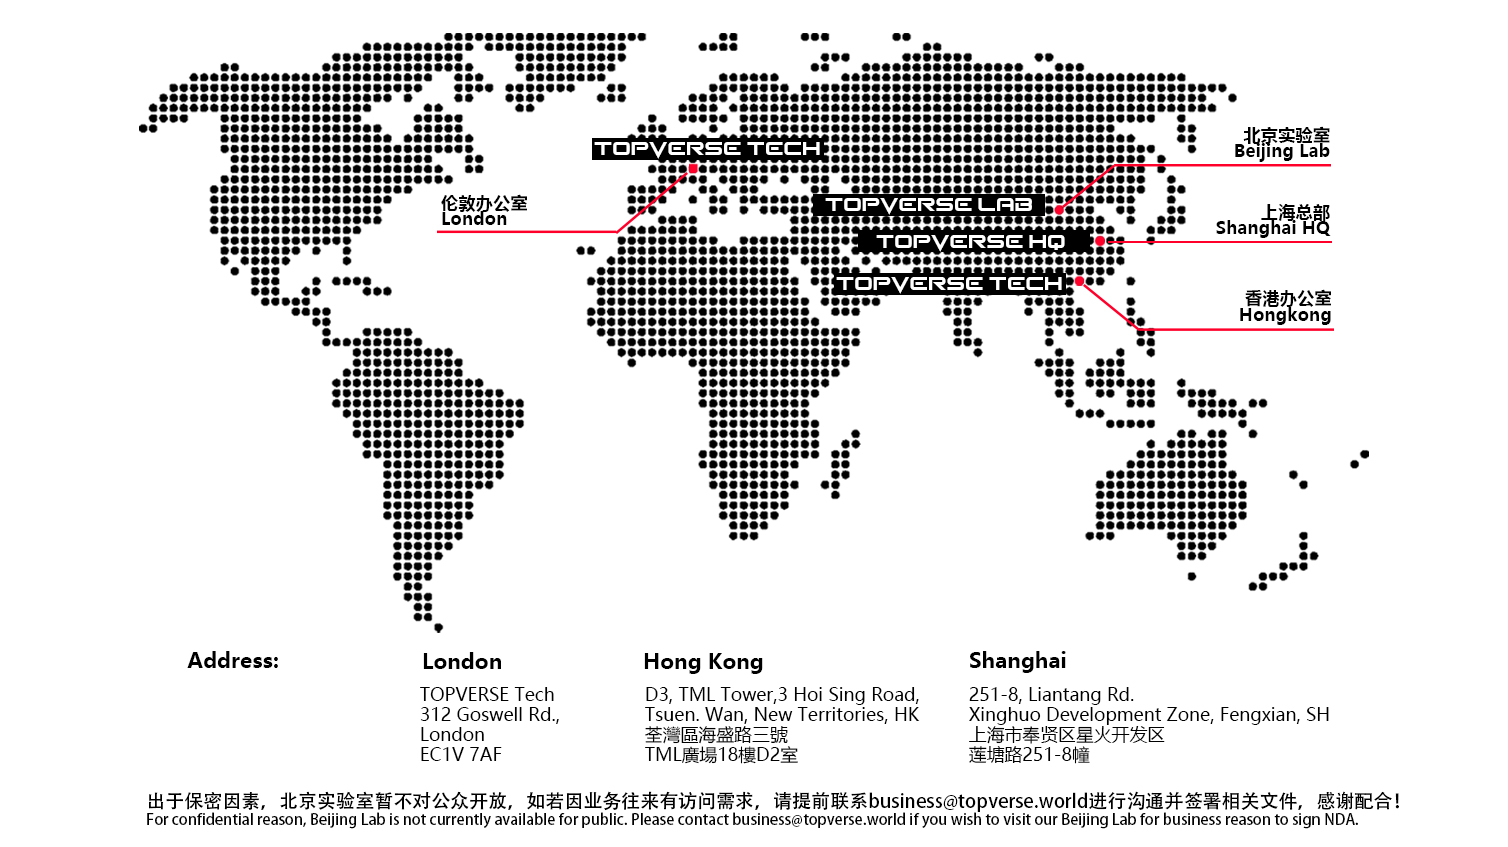 北京实验室
Beijing Lab
TOPVERSE TECH
伦敦办公室
London
TOPVERSE LAB
上海总部
Shanghai HQ
TOPVERSE HQ
TOPVERSE TECH
香港办公室
Hongkong
Address:
London
TOPVERSE Tech
312 Goswell Rd.,
London
EC1V 7AF
Hong Kong
D3, TML Tower,3 Hoi Sing Road,
Tsuen. Wan, New Territories, HK
荃灣區海盛路三號
TML廣場18樓D2室
Shanghai
251-8, Liantang Rd.
Xinghuo Development Zone, Fengxian, SH
上海市奉贤区星火开发区
莲塘路251-8幢
出于保密因素，北京实验室暂不对公众开放，如若因业务往来有访问需求，请提前联系business@topverse.world进行沟通并签署相关文件，感谢配合！
For confidential reason, Beijing Lab is not currently available for public. Please contact business@topverse.world if you wish to visit our Beijing Lab for business reason to sign NDA.